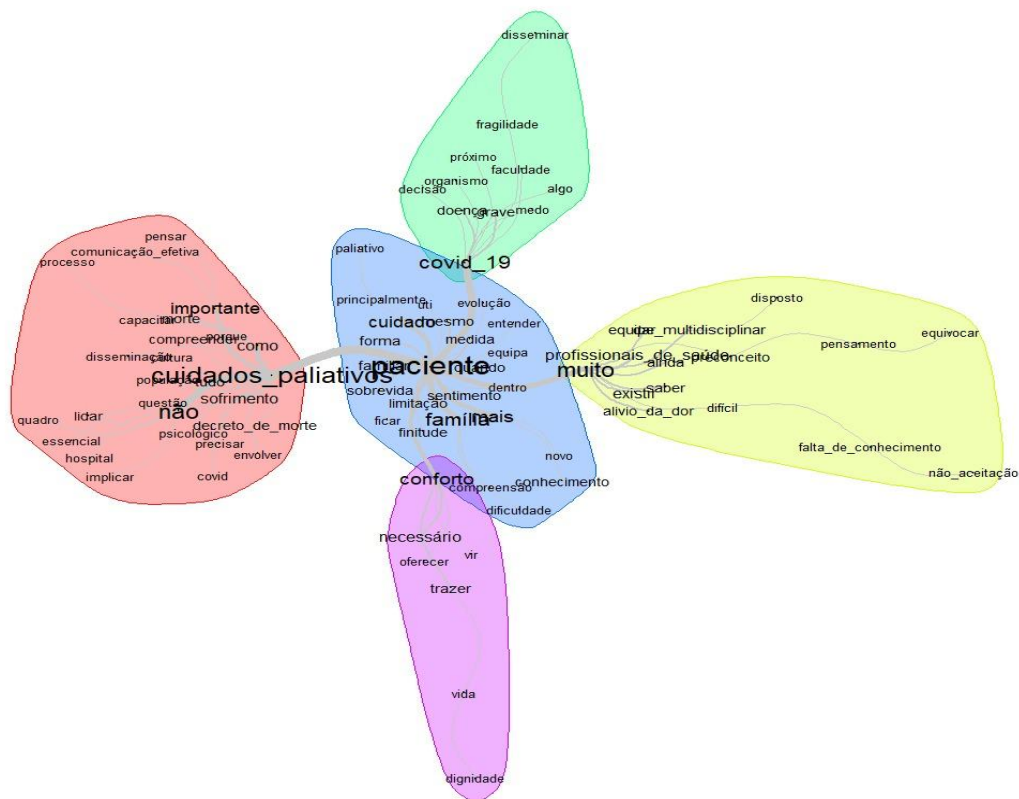 disseminar
fragilidade
próximo
faculdade
organismo
decisão
algo
doença
grave
medo
covid_19
pensar
comunicação_efetiva
processo
importante
morte
capacitar
porque
compreender
como
disseminação
cultura
cuidados_paliativos
população
tudo
questão
não
sofrimento
quadro
lidar
decreto_de_morte
psicológico
essencial
precisar
hospital
envolver
implicar
covid
paliativo
principalmente
uti
evolução
cuidado
mesmo
entender
forma
medida
equipa
familiar
paciente
quando
sobrevida
dentro
sentimento
limitação
ficar
família
mais
finitude
novo
conforto
compreensão
conhecimento
dificuldade
necessário
oferecer
vir
trazer
vida
dignidade
disposto
equipe_multidisciplinar
equivocar
pensamento
profissionais_de_saúde
preconceito
ainda
muito
saber
existir
alivio_da_dor
difícil
falta_de_conhecimento
não_aceitação